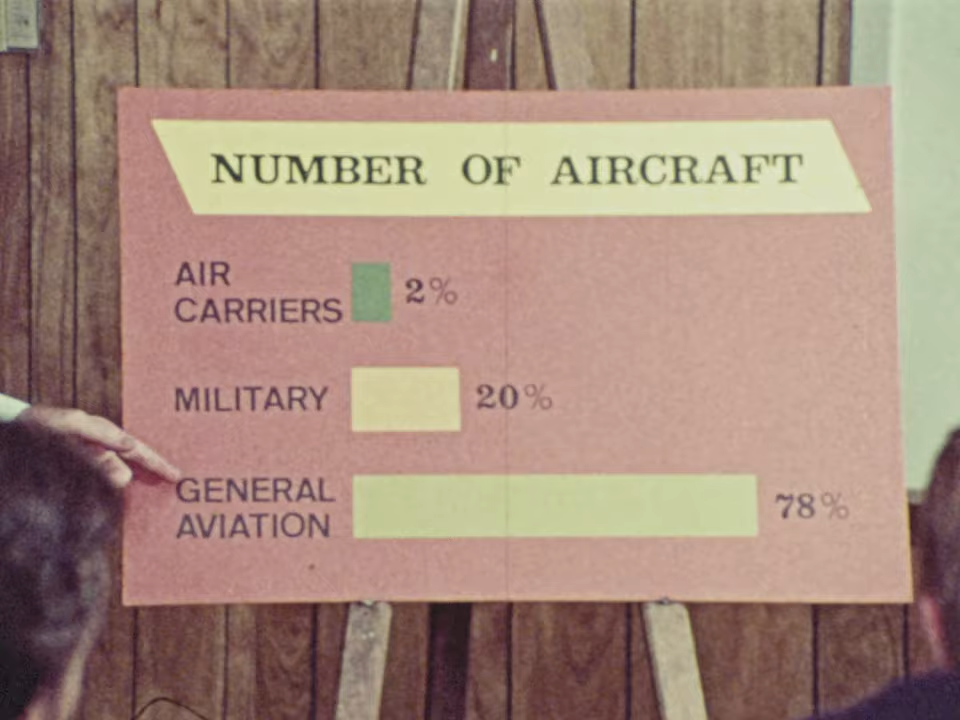 NUMBER OF AIRCRAFT
AIR
CARRIERS 2%
MILITARY 20%
GENERAL
AVIATION 78%